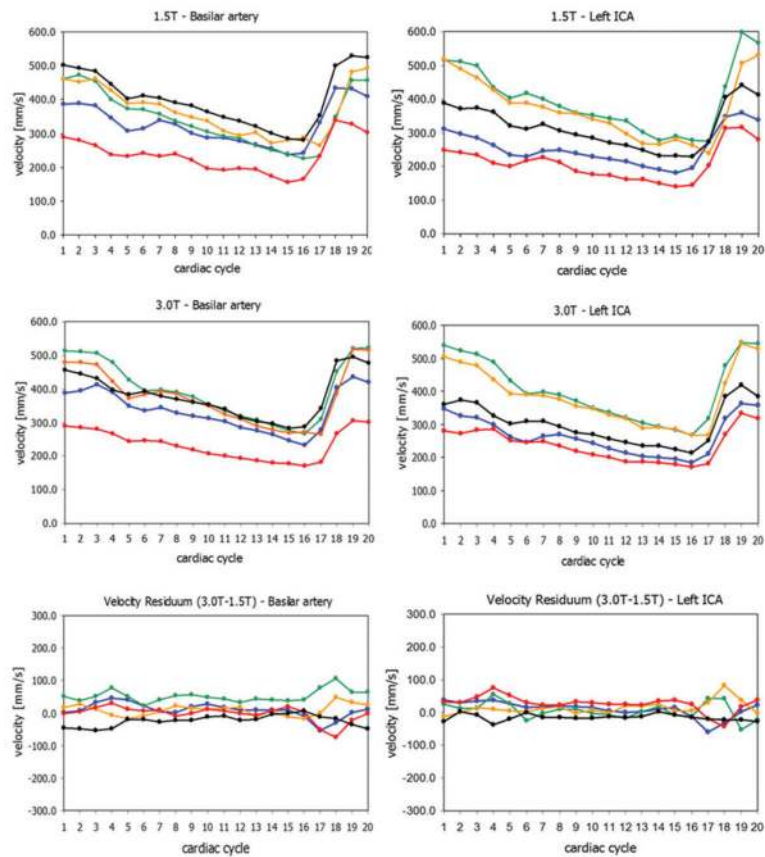 1.5T - Basilar artery
velocity [mm/s]
600.0
500.0
400.0
300.0
200.0
100.0
0.0
1 2 3 4 5 6 7 8 9 10 11 12 13 14 15 16 17 18 19 20
cardiac cycle
1.5T - Left ICA
velocity [mm/s]
600.0
500.0
400.0
300.0
200.0
100.0
0.0
1 2 3 4 5 6 7 8 9 10 11 12 13 14 15 16 17 18 19 20
cardiac cycle
3.0T - Basilar artery
velocity [mm/s]
600.0
500.0
400.0
300.0
200.0
100.0
0.0
1 2 3 4 5 6 7 8 9 10 11 12 13 14 15 16 17 18 19 20
cardiac cycle
3.0T - Left ICA
velocity [mm/s]
600.0
500.0
400.0
300.0
200.0
100.0
0.0
1 2 3 4 5 6 7 8 9 10 11 12 13 14 15 16 17 18 19 20
cardiac cycle
Velocity Residuum (3.0T-1.5T) - Basilar artery
velocity [mm/s]
300.0
200.0
100.0
0.0
-100.0
-200.0
-300.0
1 2 3 4 5 6 7 8 9 10 11 12 13 14 15 16 17 18 19 20
cardiac cycle
Velocity Residuum (3.0T-1.5T) - Left ICA
velocity [mm/s]
300.0
200.0
100.0
0.0
-100.0
-200.0
-300.0
1 2 3 4 5 6 7 8 9 10 11 12 13 14 15 16 17 18 19 20
cardiac cycle